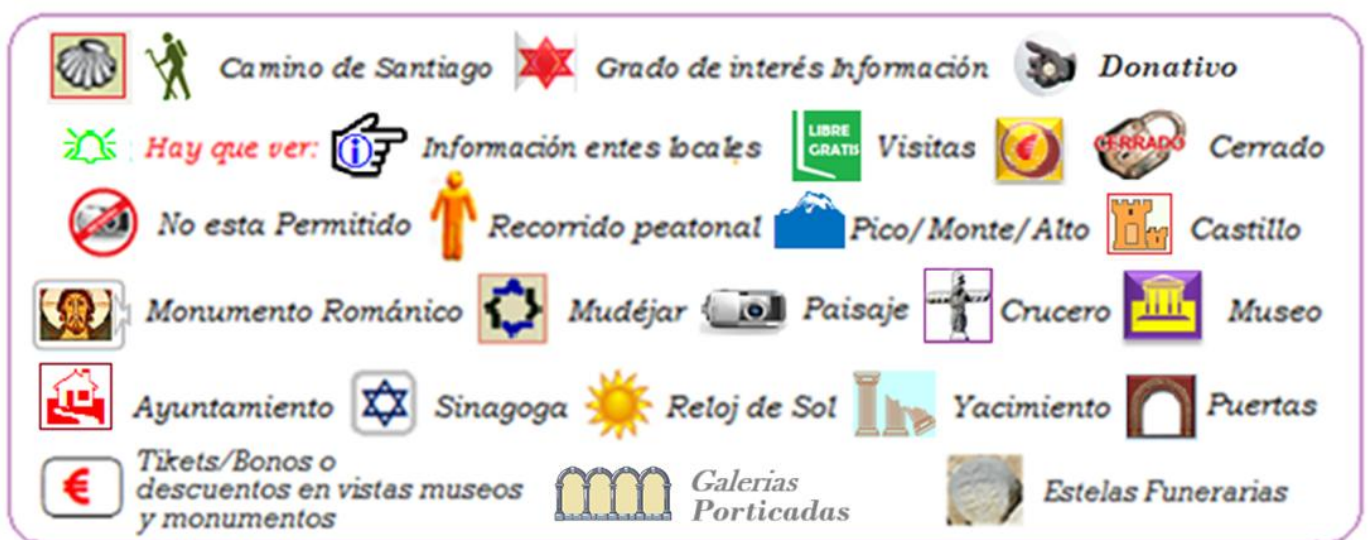 Camino de Santiago Grado de interés Información Donativo
Hay que ver: Información entes locales LIBRE GRATIS Visitas € CERRADO Cerrado
No esta Permitido Recorrido peatonal Pico/Monte/Alto Castillo
Monumento Románico Mudéjar Paisaje Crucero Museo
Ayuntamiento Sinagoga Reloj de Sol Yacimiento Puertas
€ Tikets/Bonos o
descuentos en vistas museos
y monumentos
Galerias
Porticadas
Estelas Funerarias